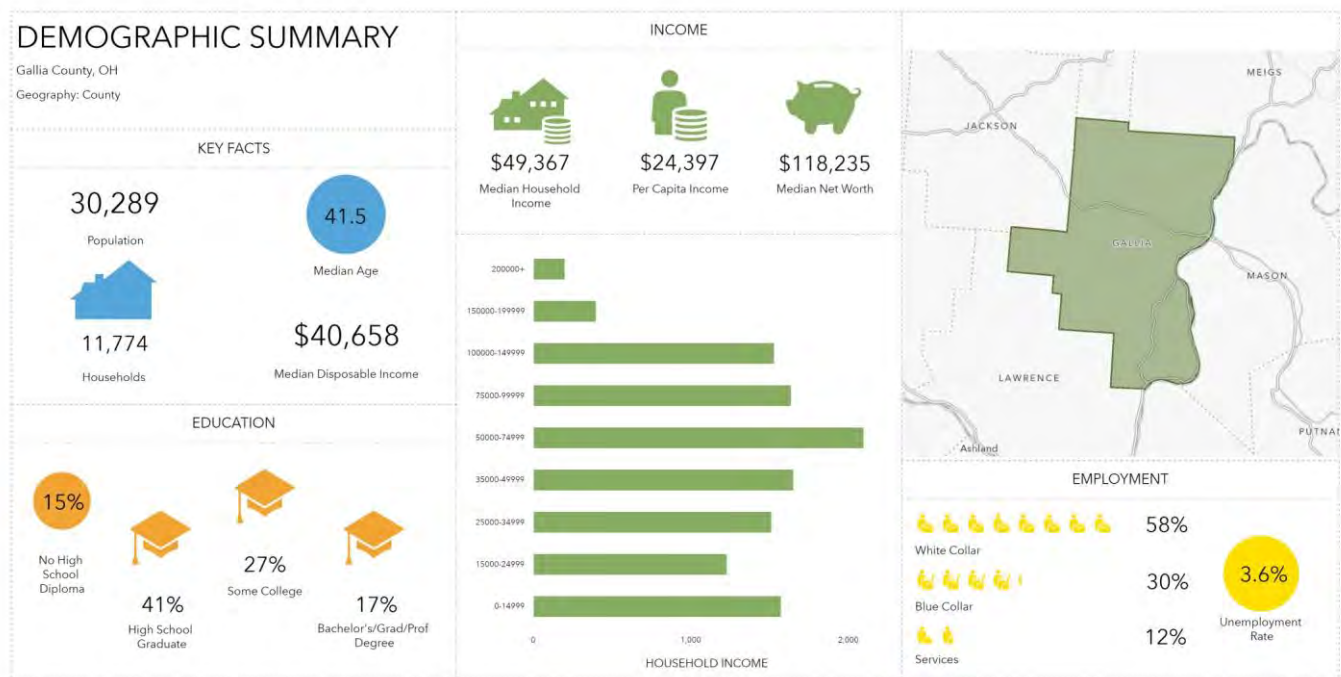 DEMOGRAPHIC SUMMARY
Gallia County, OH
Geography: County
KEY FACTS
30,289
Population
41.5
Median Age
11,774
Households
$40,658
Median Disposable Income
EDUCATION
15%
No High
School
Diploma
41%
High School
Graduate
27%
Some College
17%
Bachelor's/Grad/Prof
Degree
INCOME
$49,367
Median Household
Income
$24,397
Per Capita Income
$118,235
Median Net Worth
200000+
150000-199999
100000-149999
75000-99999
50000-74999
35000-49999
25000-34999
15000-24999
0-14999
0
1,000
2,000
HOUSEHOLD INCOME
MEIGS
JACKSON
GALLIA
MASON
LAWRENCE
PUTNA
Ashland
EMPLOYMENT
58%
White Collar
30%
Blue Collar
12%
Services
3.6%
Unemployment
Rate